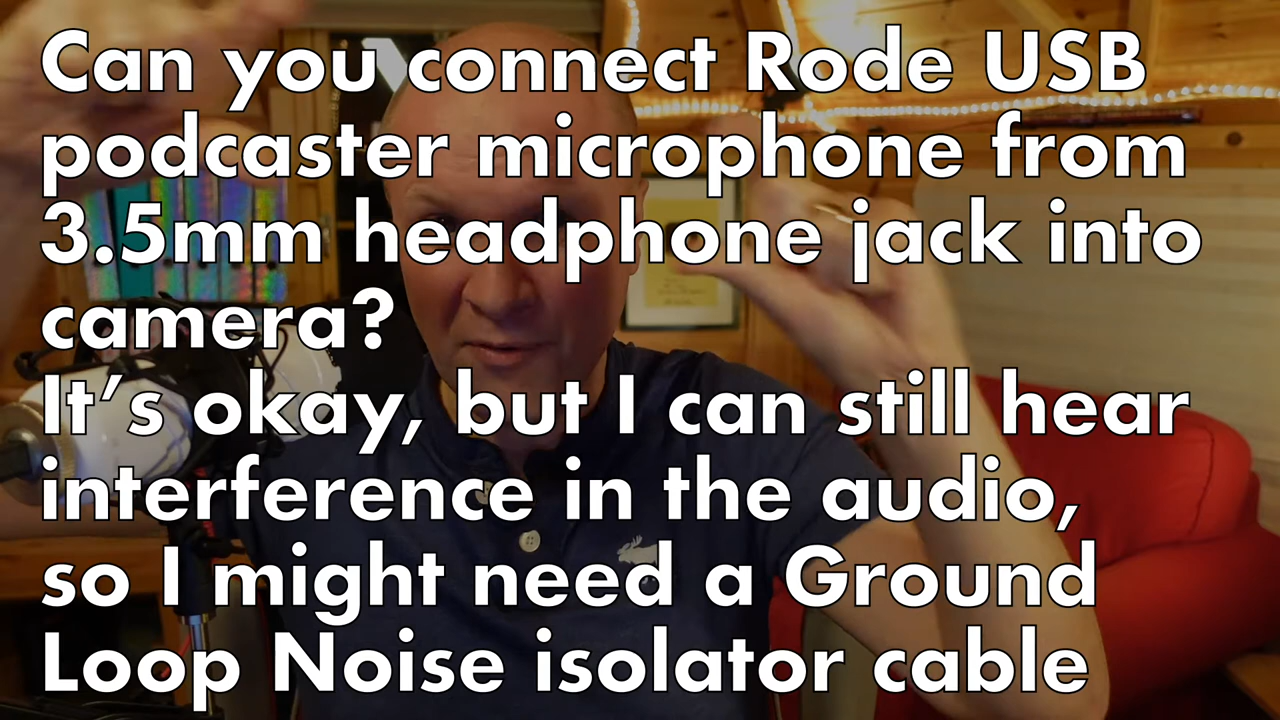 Can you connect Rode USB
podcaster microphone from
3.5mm headphone jack into
camera?
It’s okay, but I can still hear
interference in the audio,
so I might need a Ground
Loop Noise isolator cable